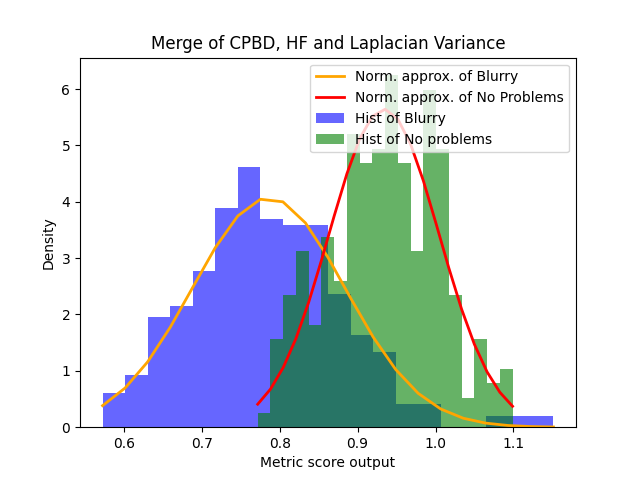 Merge of CPBD, HF and Laplacian Variance
Norm. approx. of Blurry
Norm. approx. of No Problems
Hist of Blurry
Hist of No problems
Density
6
5
4
3
2
1
0
0.6 0.7 0.8 0.9 1.0 1.1
Metric score output